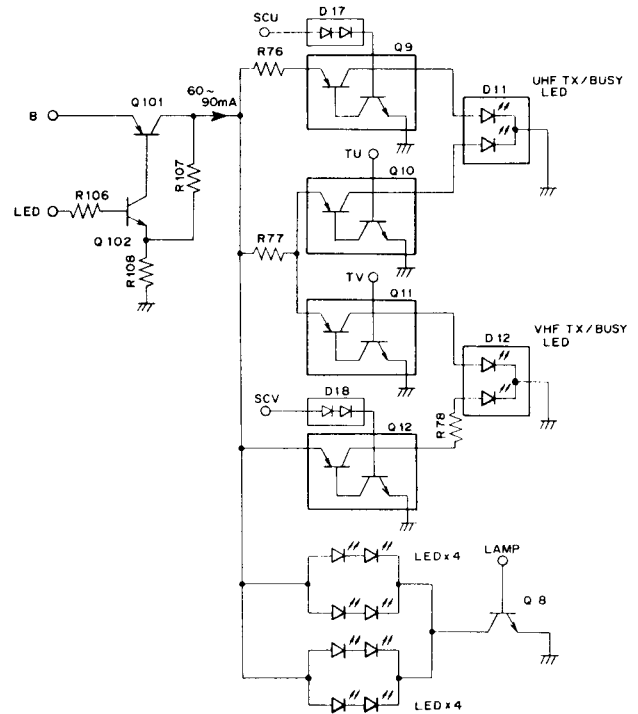 SCU
D17
R76
Q9
D11
UHF TX/BUSY
LED
60~
90mA
Q101
B
R107
TU
Q10
R106
LED
Q102
R77
R108
TV
Q11
D12
VHF TX/BUSY
LED
SCV
D18
Q12
R78
LED×4
LAMP
Q8
LED×4